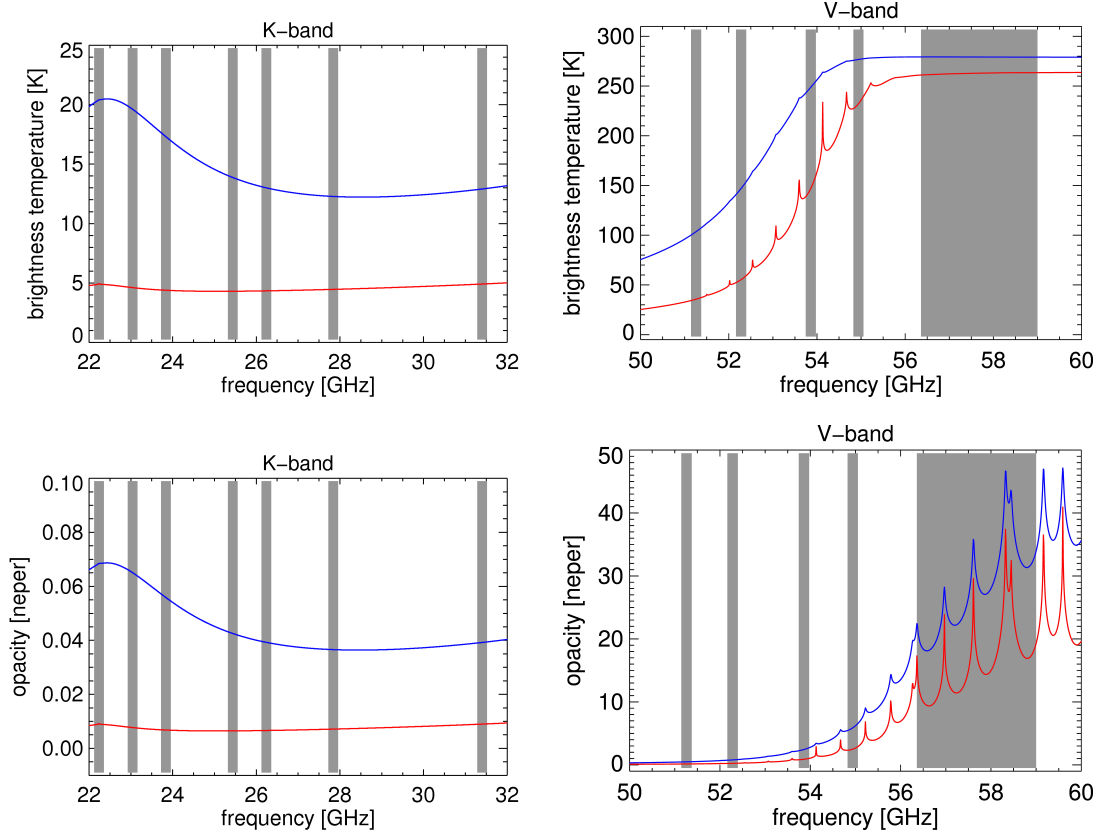 K−band
brightness temperature [K]
25
20
15
10
5
0
22 24 26 28 30 32
frequency [GHz]
V−band
brightness temperature [K]
300
250
200
150
100
50
0
50 52 54 56 58 60
frequency [GHz]
K−band
opacity [neper]
0.10
0.08
0.06
0.04
0.02
0.00
22 24 26 28 30 32
frequency [GHz]
V−band
opacity [neper]
50
40
30
20
10
0
50 52 54 56 58 60
frequency [GHz]